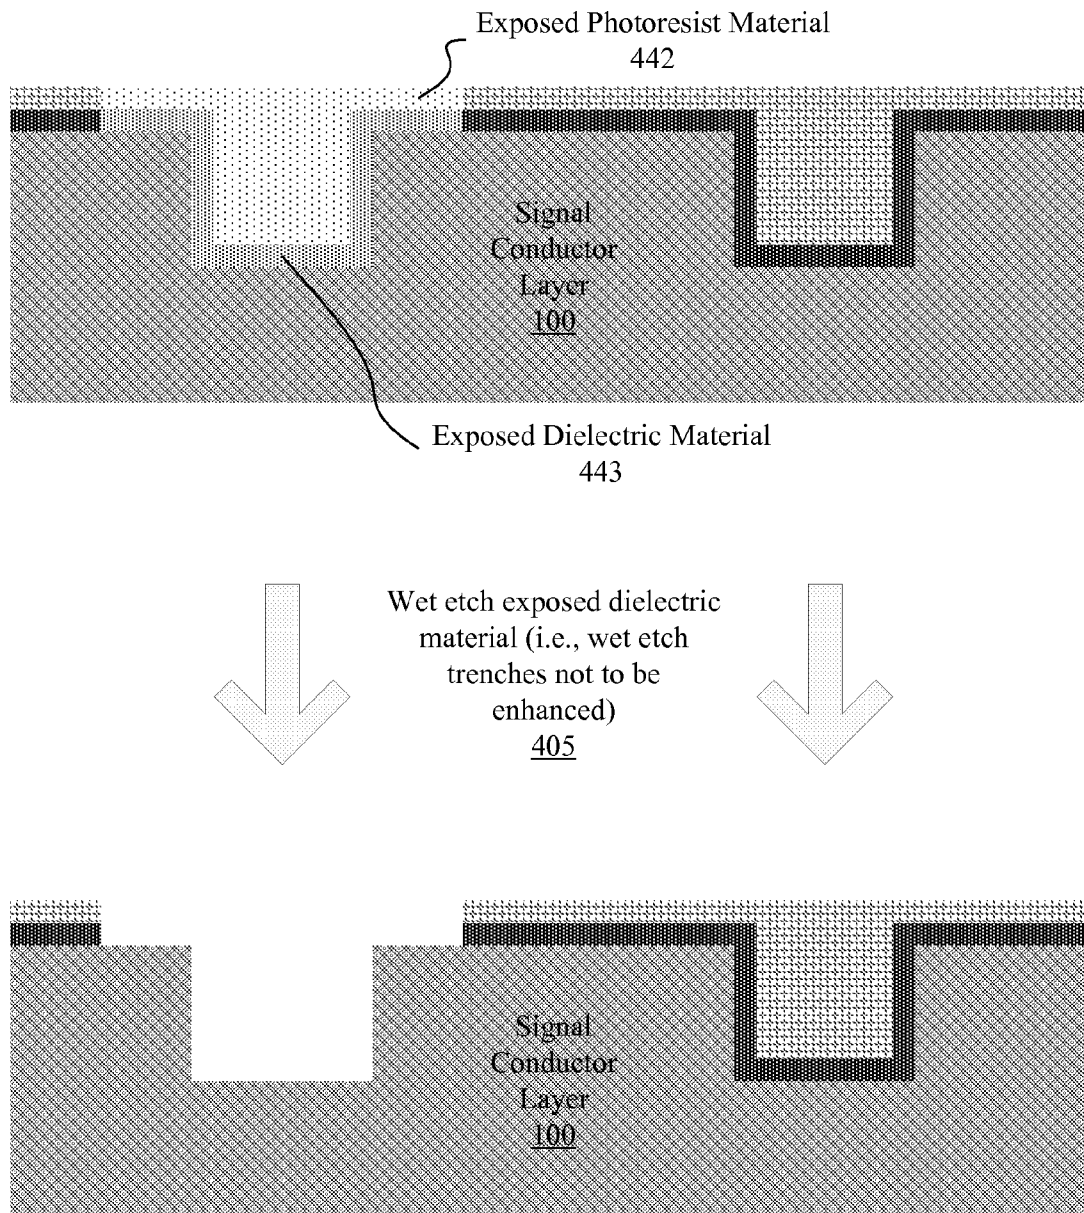 Exposed Photoresist Material
442
Signal
Conductor
Layer
100
Exposed Dielectric Material
443
Wet etch exposed dielectric
material (i.e., wet etch
trenches not to be
enhanced)
405
Signal
Conductor
Layer
100